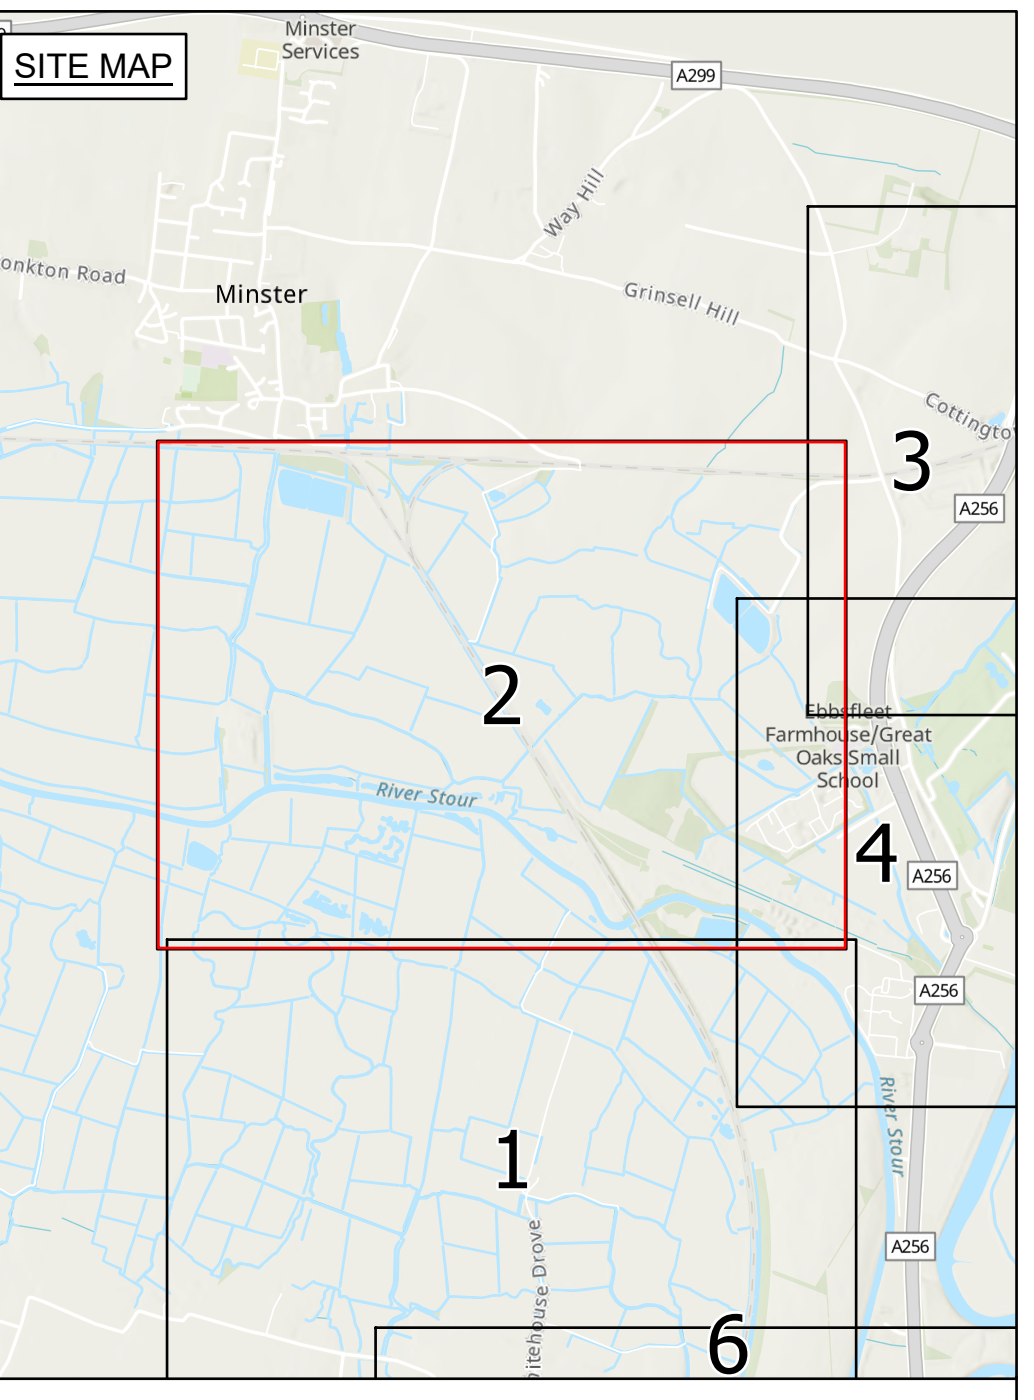 SITE MAP
Minster
Services
A299
Way Hill
onkton Road
Minster
Grinsell Hill
Cottingto
3
A256
2
Ebbsfleet
Farmhouse/Great
Oaks Small
School
River Stour
4
A256
A256
River Stour
1
A256
hitehouse Drove
6